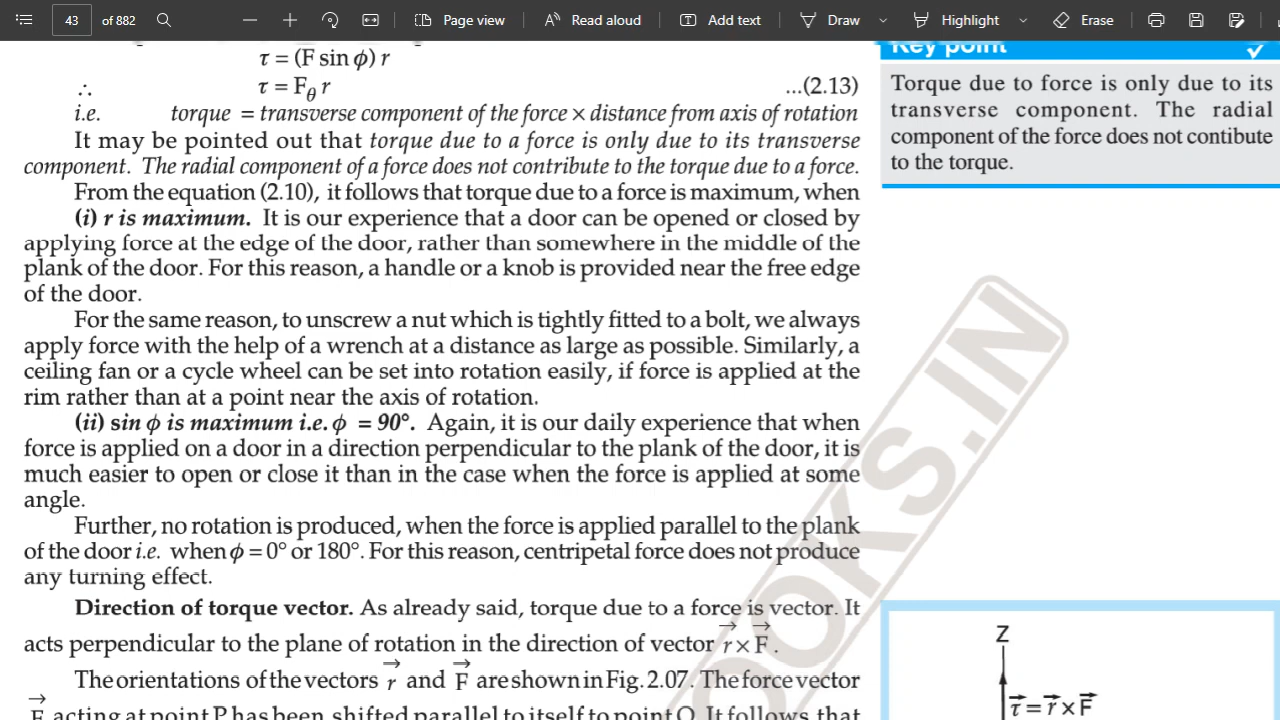 43 of 882
Page view
Read aloud
Add text
Draw
Highlight
Erase
τ = (F sin ϕ) r
∴ τ = Fθ r ...(2.13)
i.e. torque = transverse component of the force × distance from axis of rotation
It may be pointed out that torque due to a force is only due to its transverse
component. The radial component of a force does not contribute to the torque due to a force.
From the equation (2.10), it follows that torque due to a force is maximum, when
(i) r is maximum. It is our experience that a door can be opened or closed by
applying force at the edge of the door, rather than somewhere in the middle of the
plank of the door. For this reason, a handle or a knob is provided near the free edge
of the door.
For the same reason, to unscrew a nut which is tightly fitted to a bolt, we always
apply force with the help of a wrench at a distance as large as possible. Similarly, a
ceiling fan or a cycle wheel can be set into rotation easily, if force is applied at the
rim rather than at a point near the axis of rotation.
(ii) sin ϕ is maximum i.e. ϕ = 90°. Again, it is our daily experience that when
force is applied on a door in a direction perpendicular to the plank of the door, it is
much easier to open or close it than in the case when the force is applied at some
angle.
Further, no rotation is produced, when the force is applied parallel to the plank
of the door i.e. when ϕ = 0° or 180°. For this reason, centripetal force does not produce
any turning effect.
Direction of torque vector. As already said, torque due to a force is vector. It
acts perpendicular to the plane of rotation in the direction of vector r⃗ × F⃗.
The orientations of the vectors r⃗ and F⃗ are shown in Fig. 2.07. The force vector
F⃗ acting at point P has been shifted parallel to itself to point O. It follows that
Key point
Torque due to force is only due to its
transverse component. The radial
component of the force does not contibute
to the torque.
OOKS.IN
Z
τ⃗ = r⃗ × F⃗